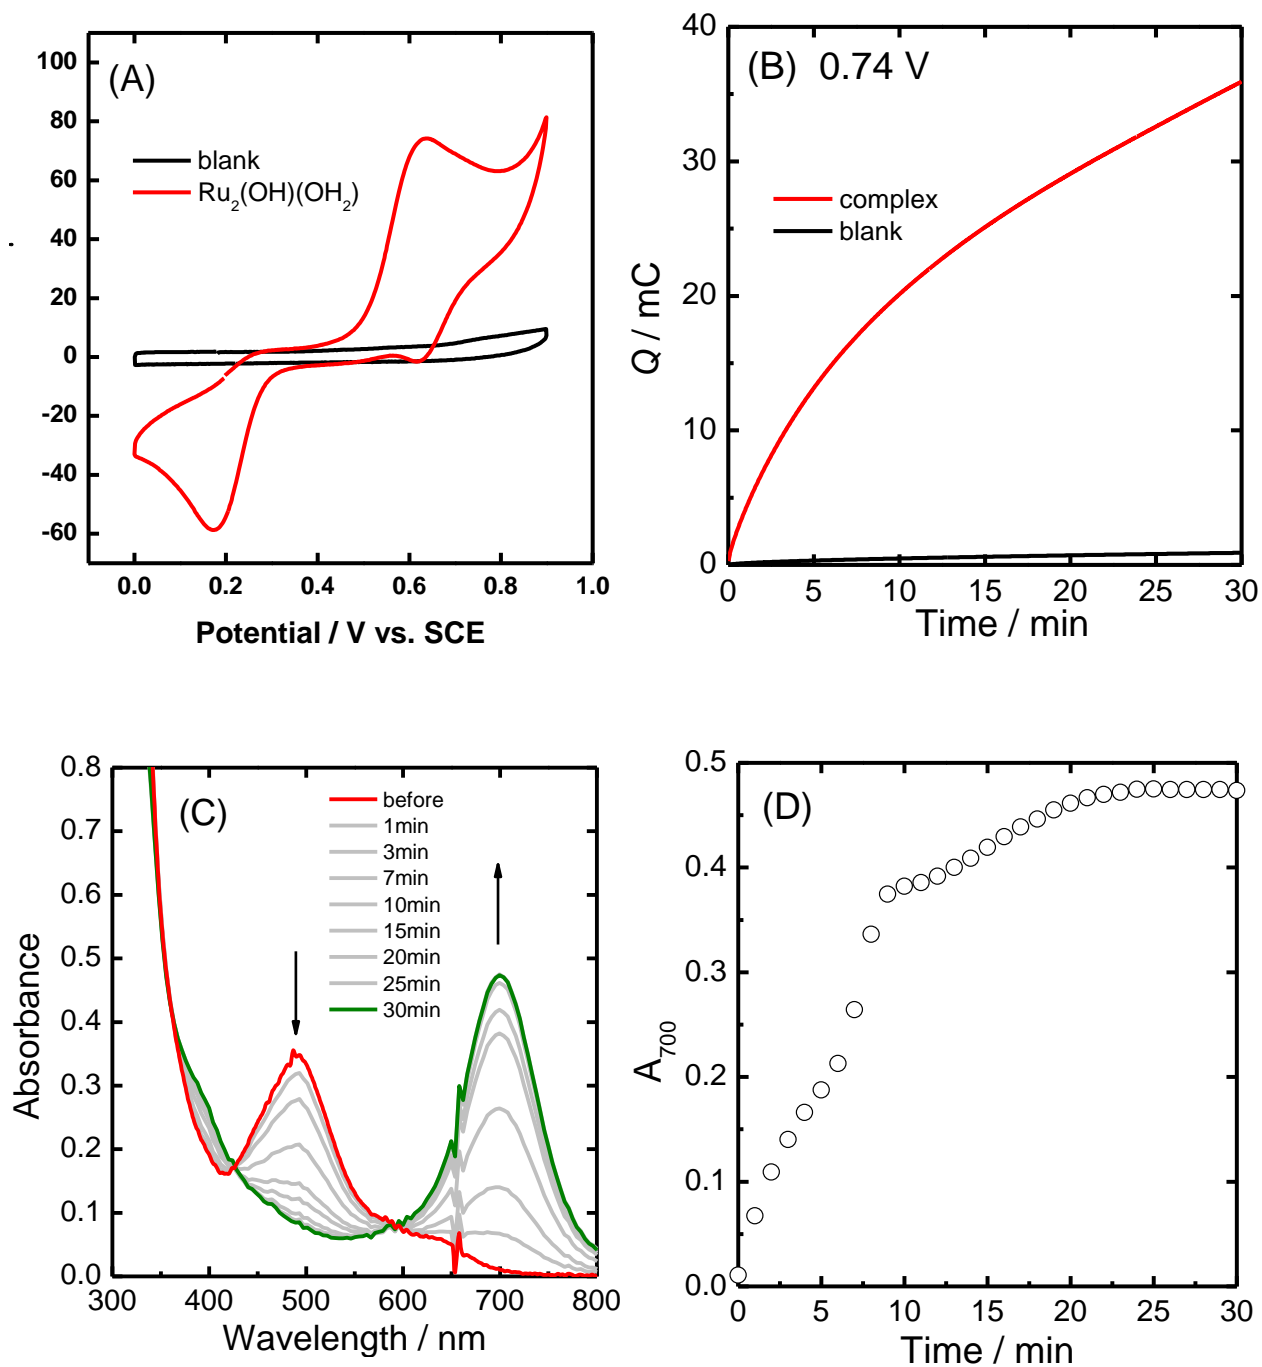 (A)
100
80
60
40
20
0
-20
-40
-60
blank
Ru2(OH)(OH2)
0.0 0.2 0.4 0.6 0.8 1.0
Potential / V vs. SCE
(B) 0.74 V
40
30
20
10
0
Q / mC
complex
blank
0 5 10 15 20 25 30
Time / min
(C)
0.8
0.7
0.6
0.5
0.4
0.3
0.2
0.1
0.0
Absorbance
before
1min
3min
7min
10min
15min
20min
25min
30min
300 400 500 600 700 800
Wavelength / nm
(D)
0.5
0.4
0.3
0.2
0.1
0.0
A700
0 5 10 15 20 25 30
Time / min